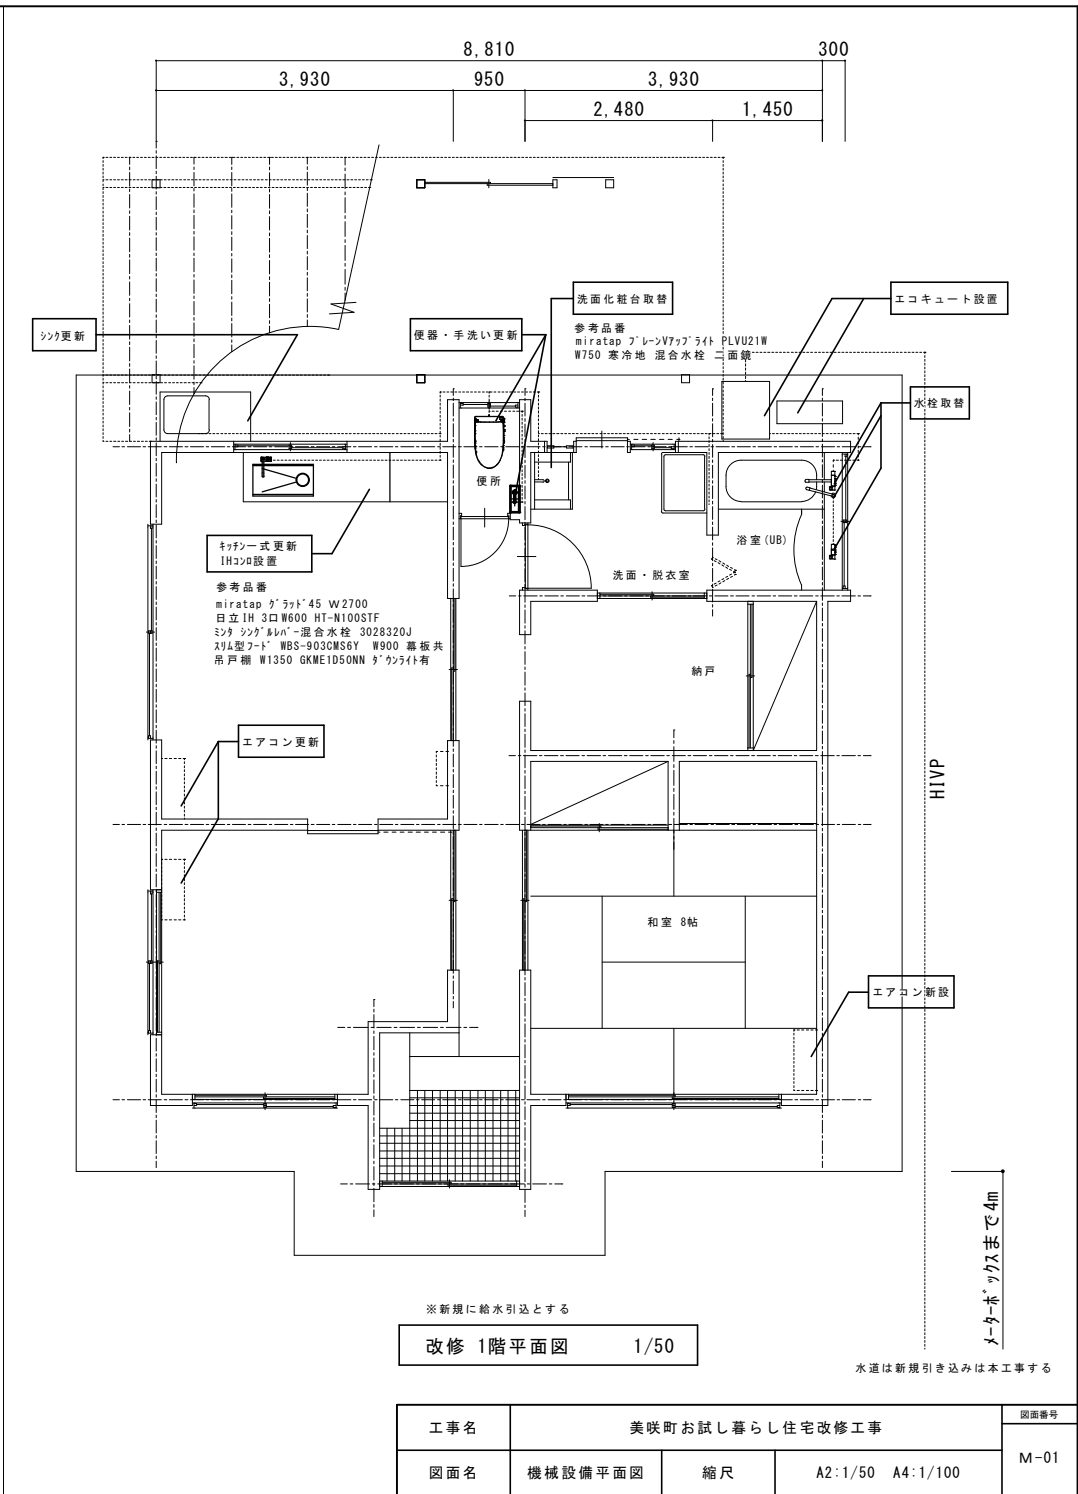 8,810
300
3,930
950
3,930
2,480
1,450
洗面化粧台取替
エコキュート設置
シンク更新
便器・手洗い更新
参考品番
miratap プレーンVアップライト PLVU21W
W750 寒冷地 混合水栓 二面鏡
水栓取替
便所
キッチン一式更新
IHコンロ設置
浴室(UB)
洗面・脱衣室
参考品番
miratap グラッド45 W2700
日立IH 3口W600 HT-N100STF
ミンタ シングルレバー混合水栓 3028320J
スリム型フード WBS-903CMS6Y W900 幕板共
吊戸棚 W1350 GKME1D50NN ダウンライト有
納戸
エアコン更新
HIVP
和室 8帖
エアコン新設
メーターボックスまで4m
※新規に給水引込とする
改修 1階平面図 1/50
水道は新規引き込みは本工事する
工事名 美咲町お試し暮らし住宅改修工事 図面番号
図面名 機械設備平面図 縮尺 A2:1/50 A4:1/100 M-01